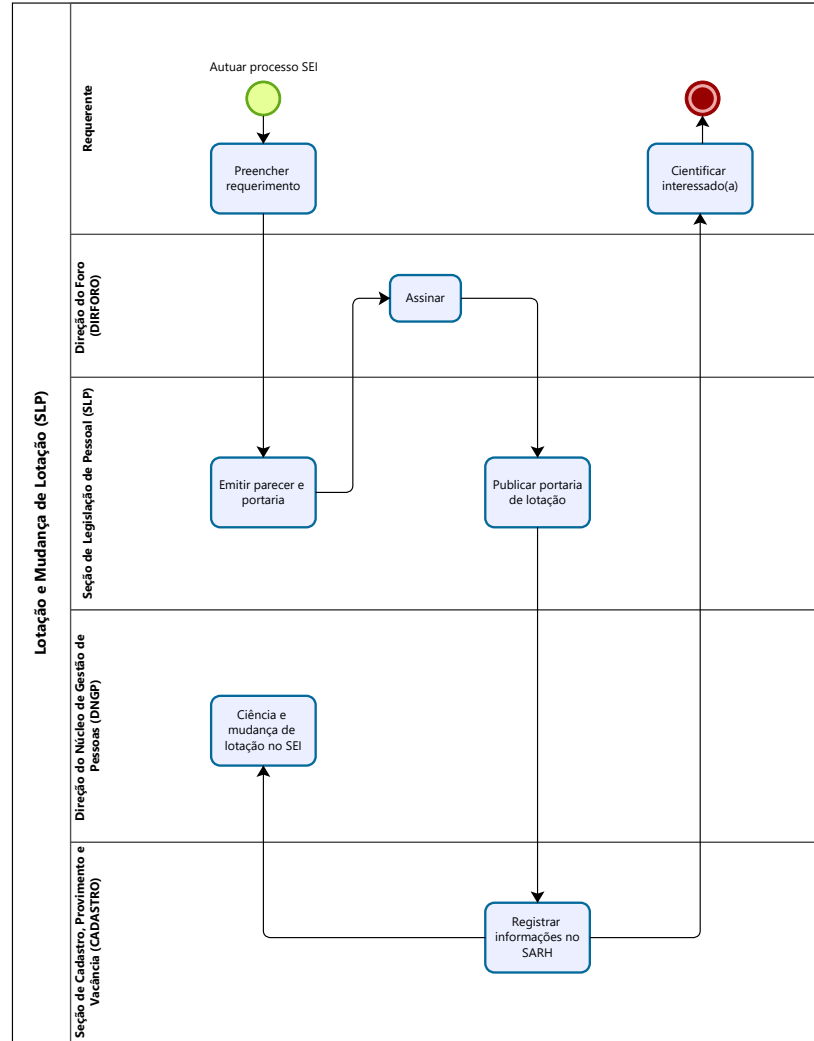 Lotação e Mudança de Lotação (SLP)
Requerente
Autuar processo SEI
Preencher
requerimento
Cientificar
interessado(a)
Direção do Foro
(DIRFORO)
Assinar
Seção de Legislação de Pessoal (SLP)
Emitir parecer e
portaria
Publicar portaria
de lotação
Direção do Núcleo de Gestão de
Pessoas (DNGP)
Ciência e
mudança de
lotação no SEI
Seção de Cadastro, Provimento e
Vacância (CADASTRO)
Registrar
informações no
SARH